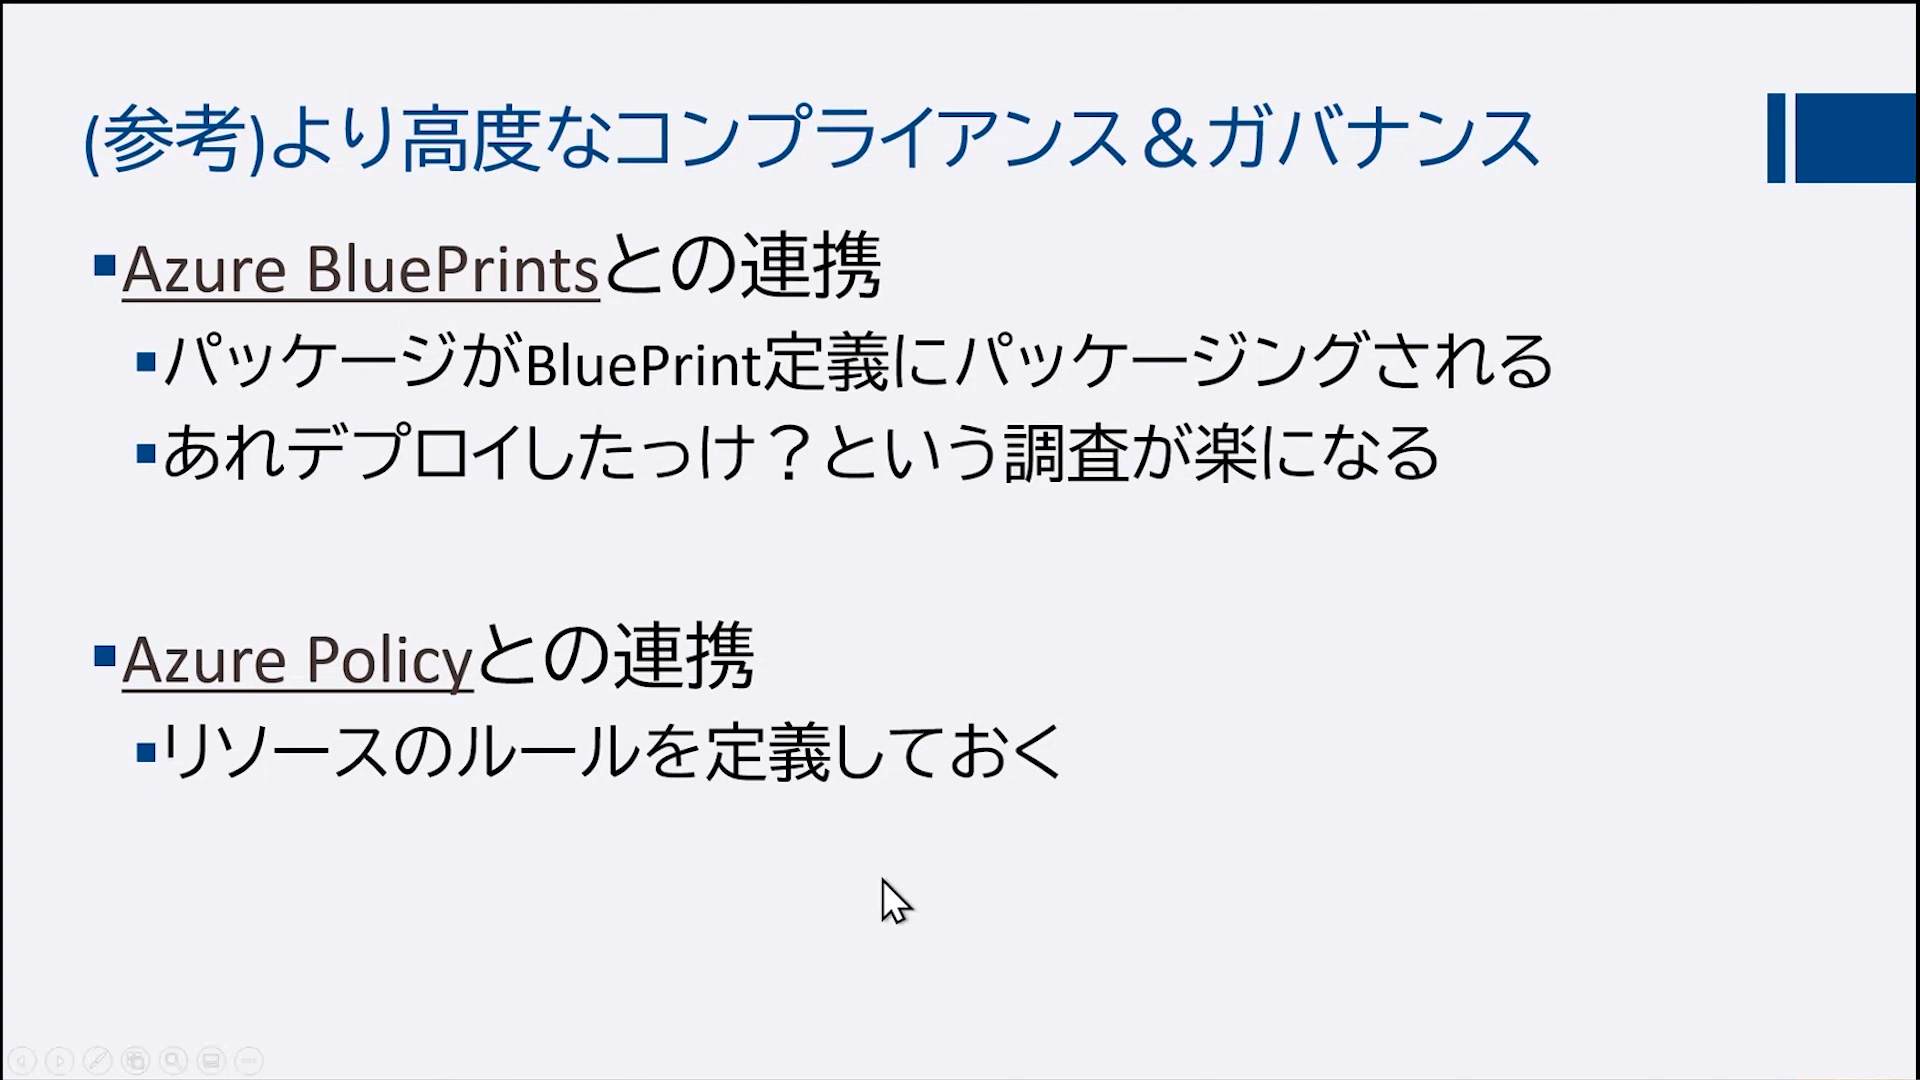 (参考)より高度なコンプライアンス＆ガバナンス
Azure BluePrintsとの連携
パッケージがBluePrint定義にパッケージングされる
あれデプロイしたっけ？という調査が楽になる
Azure Policyとの連携
リソースのルールを定義しておく